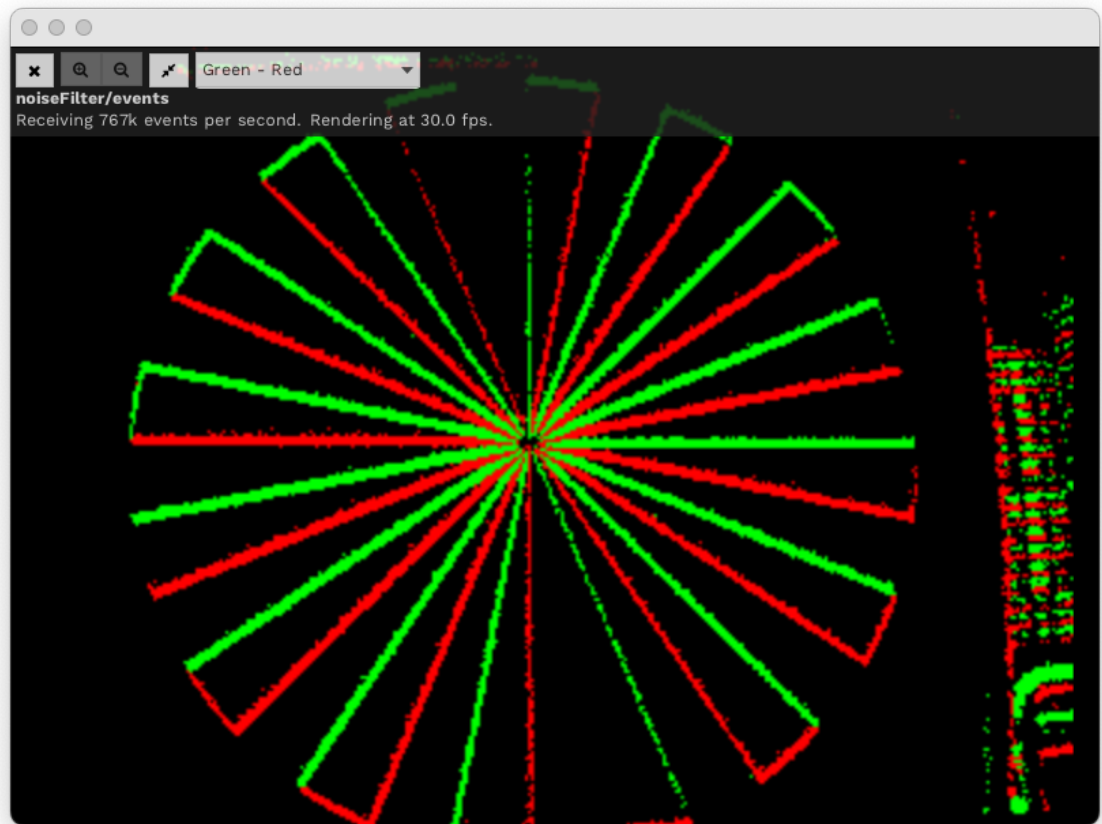 Green - Red
noiseFilter/events
Receiving 767k events per second. Rendering at 30.0 fps.